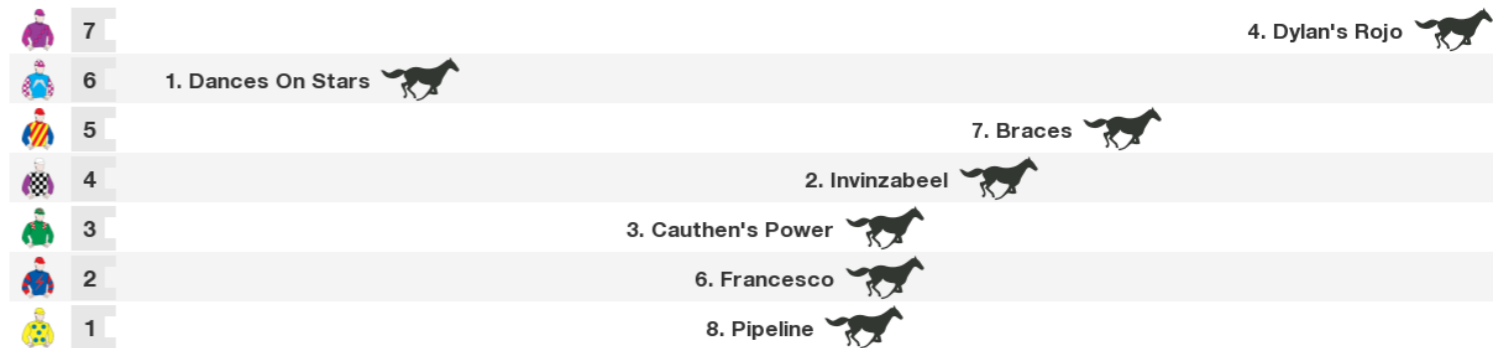 7 4. Dylan's Rojo
6 1. Dances On Stars
5 7. Braces
4 2. Invinzabeel
3 3. Cauthen's Power
2 6. Francesco
1 8. Pipeline